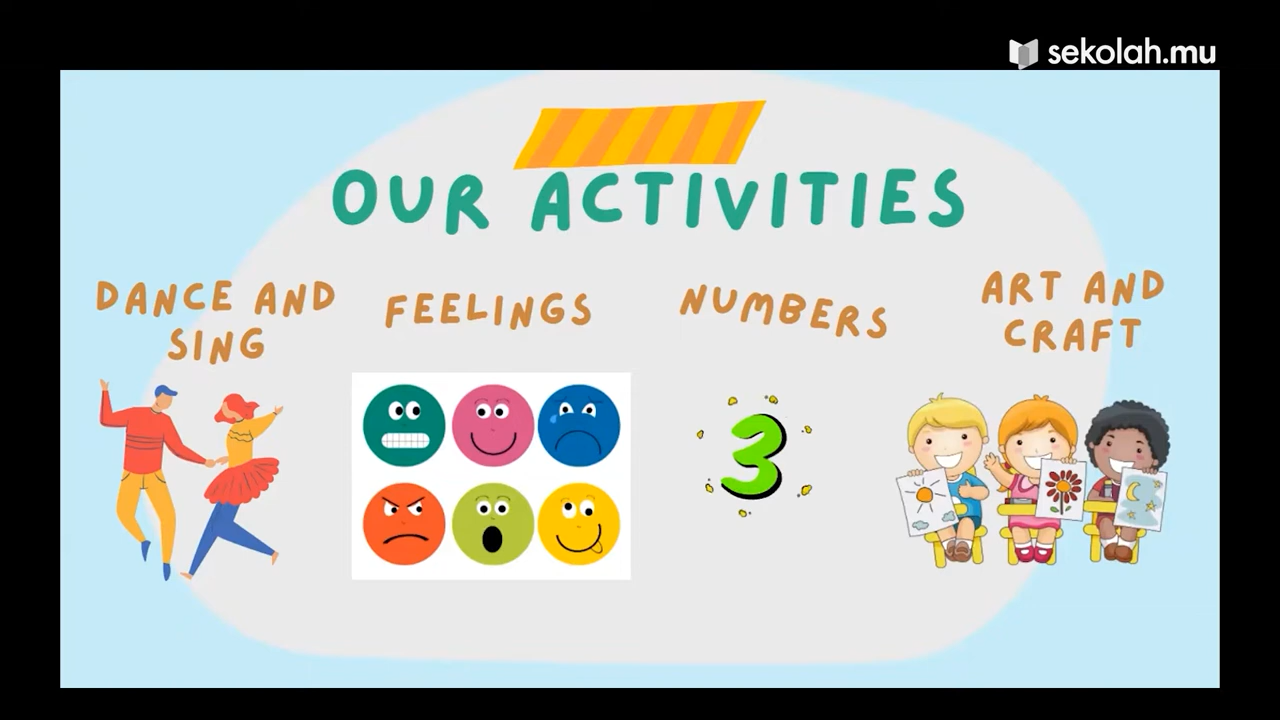 sekolah.mu
OUR ACTIVITIES
DANCE AND
SING
FEELINGS
NUMBERS
ART AND
CRAFT
3